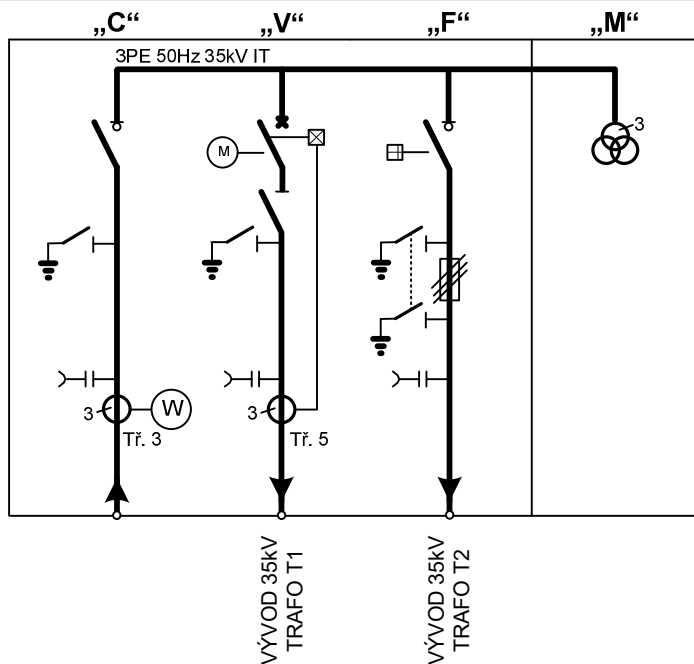 „C“ „V“ „F“ „M“
3PE 50Hz 35kV IT
3
M
3
W
Tř. 3
3
Tř. 5
VÝVOD 35kV
TRAFO T1
VÝVOD 35kV
TRAFO T2